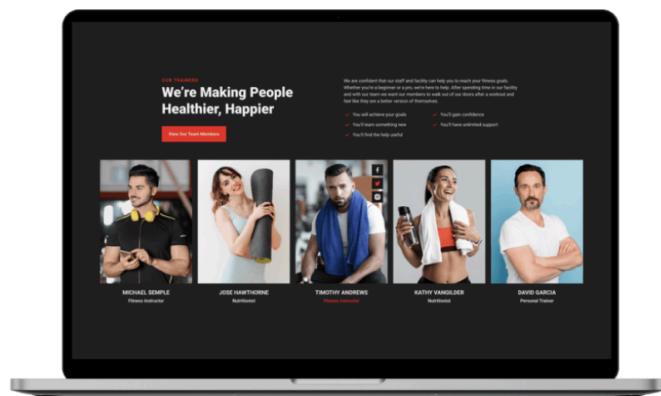 OUR TRAINERS
We're Making People
Healthier, Happier
View Our Team Members
We are confident that our staff and facility can help you to reach your fitness goals.
Whether you're a beginner or a pro, we're here to help. After spending time in our facility
and with our team we want our members to walk out of our doors after a workout and
feel like they are a better version of themselves.
You will achieve your goals
You'll gain confidence
You'll learn something new
You'll have unlimited support
You'll find the help useful
MICHAEL SEMPLE
Fitness Instructor
JOSE HAWTHORNE
Nutritionist
TIMOTHY ANDREWS
Fitness Instructor
KATHY VANGILDER
Nutritionist
DAVID GARCIA
Personal Trainer